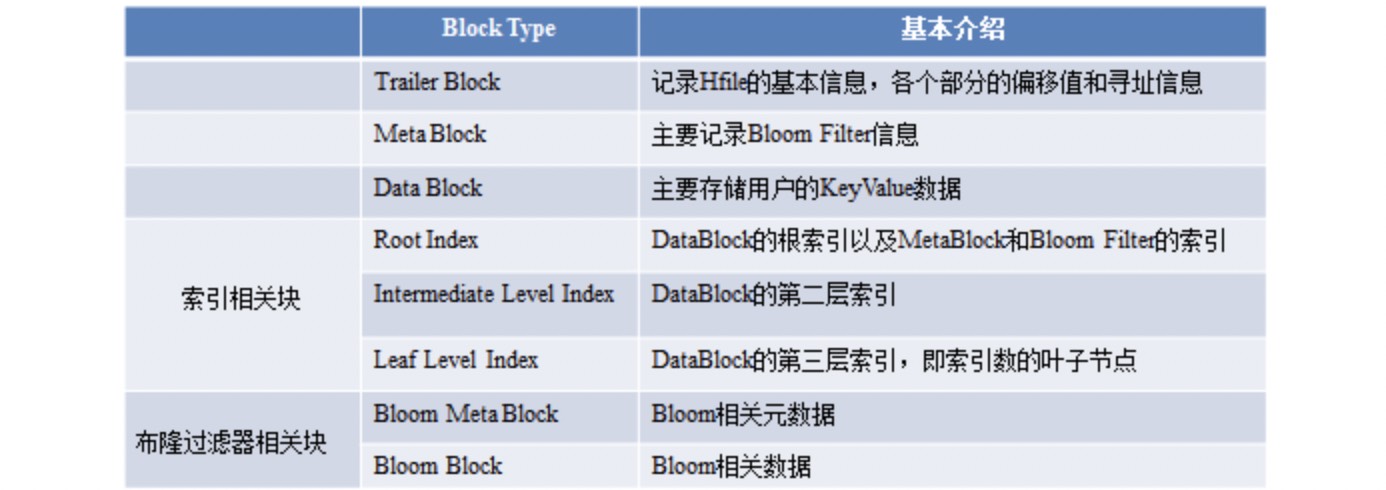 Block Type 基本介绍
Trailer Block 记录Hfile的基本信息，各个部分的偏移值和寻址信息
Meta Block 主要记录Bloom Filter信息
Data Block 主要存储用户的KeyValue数据
索引相关块
Root Index DataBlock的根索引以及MetaBlock和Bloom Filter的索引
Intermediate Level Index DataBlock的第二层索引
Leaf Level Index DataBlock的第三层索引，即索引数的叶子节点
布隆过滤器相关块
Bloom Meta Block Bloom相关元数据
Bloom Block Bloom相关数据